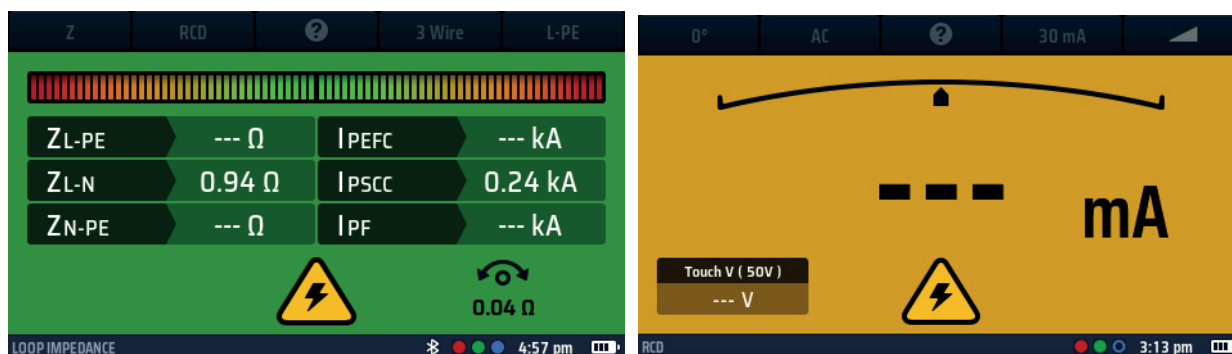 Z RCD ? 3 Wire L-PE
ZL-PE --- Ω IPEFC --- kA
ZL-N 0.94 Ω IPSCC 0.24 kA
ZN-PE --- Ω IPF --- kA
0.04 Ω
LOOP IMPEDANCE 4:57 pm
0° AC ? 30 mA
--- mA
Touch V ( 50V )
--- V
RCD 3:13 pm